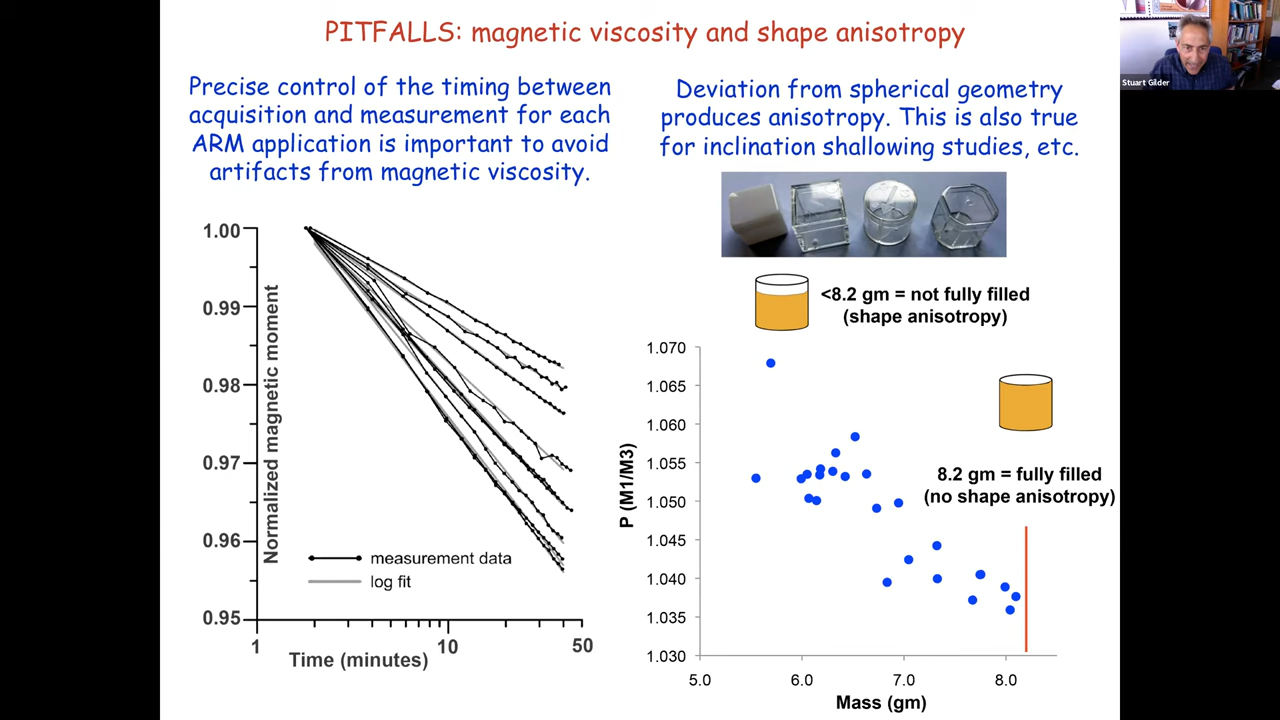 PITFALLS: magnetic viscosity and shape anisotropy
Stuart Gilder
Precise control of the timing between
acquisition and measurement for each
ARM application is important to avoid
artifacts from magnetic viscosity.
Deviation from spherical geometry
produces anisotropy. This is also true
for inclination shallowing studies, etc.
1.00
0.99
0.98
0.97
0.96
0.95
Normalized magnetic moment
measurement data
log fit
1
10
50
Time (minutes)
<8.2 gm = not fully filled
(shape anisotropy)
8.2 gm = fully filled
(no shape anisotropy)
1.070
1.065
1.060
1.055
1.050
1.045
1.040
1.035
1.030
P (M1/M3)
5.0
6.0
7.0
8.0
Mass (gm)